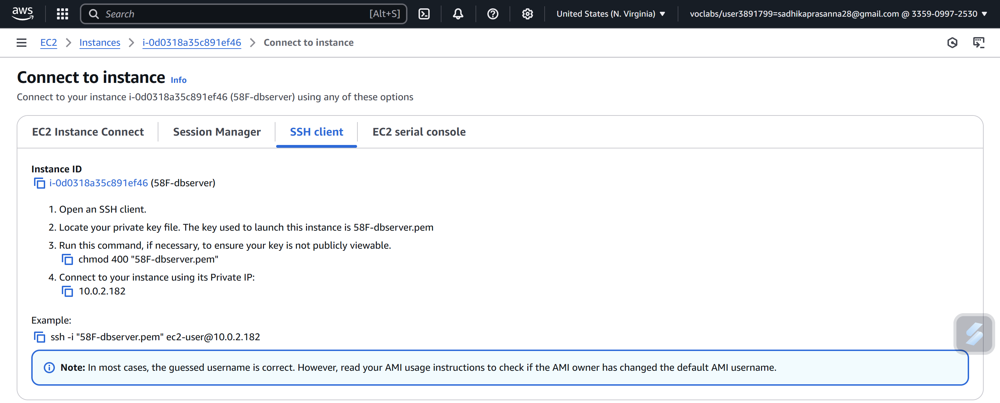 aws
Search [Alt+S]
United States (N. Virginia)
voclabs/user3891799=sadhikaprasanna28@gmail.com @ 3359-0997-2530
EC2 Instances i-0d0318a35c891ef46 Connect to instance
Connect to instance Info
Connect to your instance i-0d0318a35c891ef46 (58F-dbserver) using any of these options
EC2 Instance Connect Session Manager SSH client EC2 serial console
Instance ID
i-0d0318a35c891ef46 (58F-dbserver)
1. Open an SSH client.
2. Locate your private key file. The key used to launch this instance is 58F-dbserver.pem
3. Run this command, if necessary, to ensure your key is not publicly viewable.
chmod 400 "58F-dbserver.pem"
4. Connect to your instance using its Private IP:
10.0.2.182
Example:
ssh -i "58F-dbserver.pem" ec2-user@10.0.2.182
Note: In most cases, the guessed username is correct. However, read your AMI usage instructions to check if the AMI owner has changed the default AMI username.